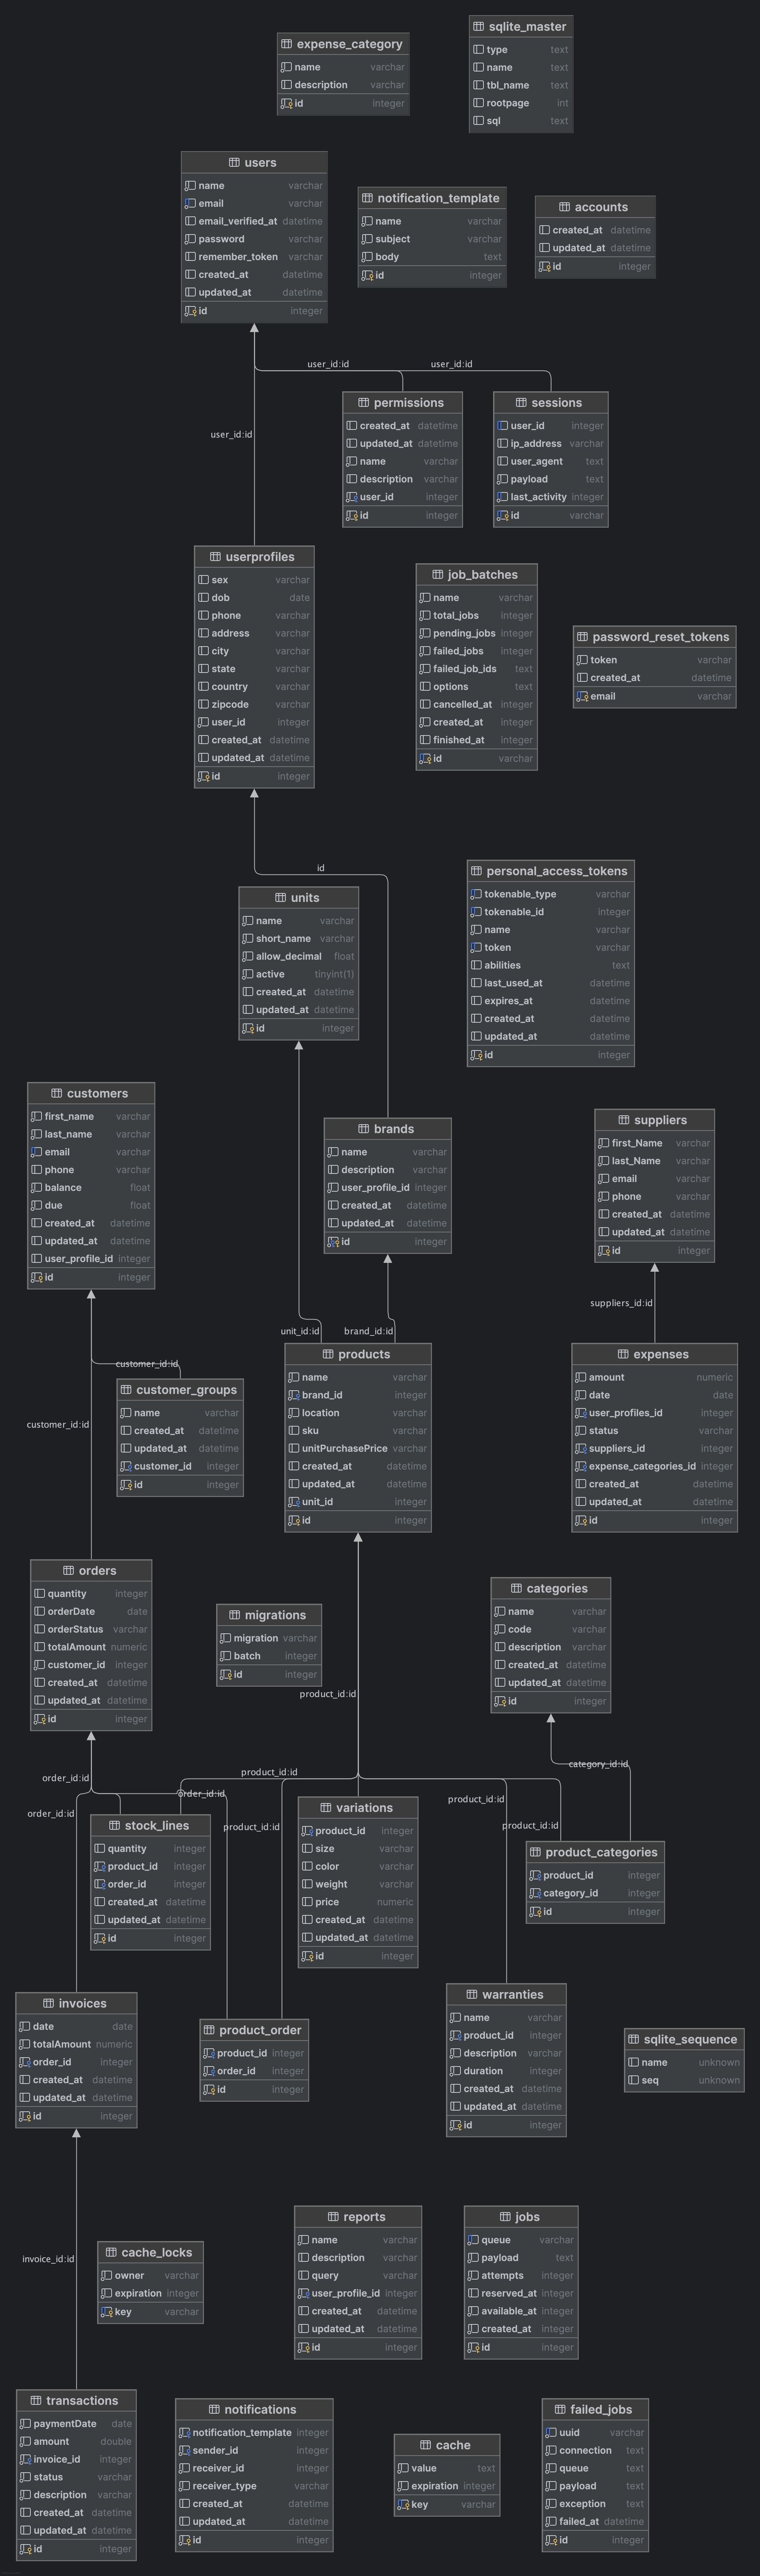 expense_category
name varchar
description varchar
id integer
sqlite_master
type text
name text
tbl_name text
rootpage int
sql text
users
name varchar
email varchar
email_verified_at datetime
password varchar
remember_token varchar
created_at datetime
updated_at datetime
id integer
notification_template
name varchar
subject varchar
body text
id integer
accounts
created_at datetime
updated_at datetime
id integer
user_id:id
user_id:id
user_id:id
permissions
created_at datetime
updated_at datetime
name varchar
description varchar
user_id integer
id integer
sessions
user_id integer
ip_address varchar
user_agent text
payload text
last_activity integer
id varchar
userprofiles
sex varchar
dob date
phone varchar
address varchar
city varchar
state varchar
country varchar
zipcode varchar
user_id integer
created_at datetime
updated_at datetime
id integer
job_batches
name varchar
total_jobs integer
pending_jobs integer
failed_jobs integer
failed_job_ids text
options text
cancelled_at integer
created_at integer
finished_at integer
id varchar
password_reset_tokens
token varchar
created_at datetime
email varchar
id
units
name varchar
short_name varchar
allow_decimal float
active tinyint(1)
created_at datetime
updated_at datetime
id integer
personal_access_tokens
tokenable_type varchar
tokenable_id integer
name varchar
token varchar
abilities text
last_used_at datetime
expires_at datetime
created_at datetime
updated_at datetime
id integer
customers
first_name varchar
last_name varchar
email varchar
phone varchar
balance float
due float
created_at datetime
updated_at datetime
user_profile_id integer
id integer
brands
name varchar
description varchar
user_profile_id integer
created_at datetime
updated_at datetime
id integer
suppliers
first_Name varchar
last_Name varchar
email varchar
phone varchar
created_at datetime
updated_at datetime
id integer
suppliers_id:id
unit_id:id
brand_id:id
customer_id:id
customer_id:id
customer_groups
name varchar
created_at datetime
updated_at datetime
customer_id integer
id integer
products
name varchar
brand_id integer
location varchar
sku varchar
unitPurchasePrice varchar
created_at datetime
updated_at datetime
unit_id integer
id integer
expenses
amount numeric
date date
user_profiles_id integer
status varchar
suppliers_id integer
expense_categories_id integer
created_at datetime
updated_at datetime
id integer
orders
quantity integer
orderDate date
orderStatus varchar
totalAmount numeric
customer_id integer
created_at datetime
updated_at datetime
id integer
migrations
migration varchar
batch integer
id integer
categories
name varchar
code varchar
description varchar
created_at datetime
updated_at datetime
id integer
product_id:id
category_id:id
product_id:id
order_id:id
order_id:id
order_id:id
product_id:id
product_id:id
product_id:id
stock_lines
quantity integer
product_id integer
order_id integer
created_at datetime
updated_at datetime
id integer
variations
product_id integer
size varchar
color varchar
weight varchar
price numeric
created_at datetime
updated_at datetime
id integer
product_categories
product_id integer
category_id integer
id integer
invoices
date date
totalAmount numeric
order_id integer
created_at datetime
updated_at datetime
id integer
product_order
product_id integer
order_id integer
id integer
warranties
name varchar
product_id integer
description varchar
duration integer
created_at datetime
updated_at datetime
id integer
sqlite_sequence
name unknown
seq unknown
invoice_id:id
cache_locks
owner varchar
expiration integer
key varchar
reports
name varchar
description varchar
query varchar
user_profile_id integer
created_at datetime
updated_at datetime
id integer
jobs
queue varchar
payload text
attempts integer
reserved_at integer
available_at integer
created_at integer
id integer
transactions
paymentDate date
amount double
invoice_id integer
status varchar
description varchar
created_at datetime
updated_at datetime
id integer
notifications
notification_template integer
sender_id integer
receiver_id integer
receiver_type varchar
created_at datetime
updated_at datetime
id integer
cache
value text
expiration integer
key varchar
failed_jobs
uuid varchar
connection text
queue text
payload text
exception text
failed_at datetime
id integer